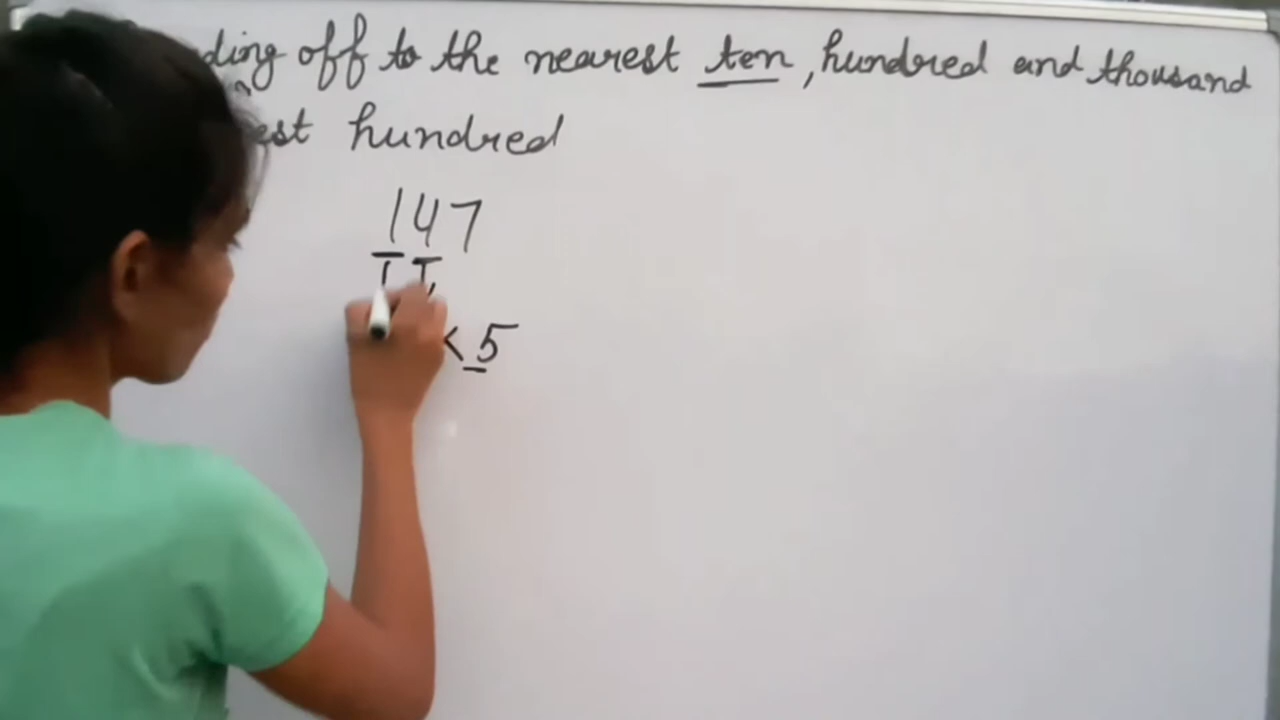 ding off to the nearest ten, hundred and thousand
est hundred
147
< 5